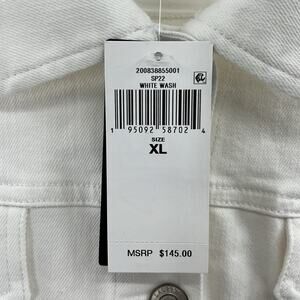 200838855001
SP22
WHITE WASH
1 95092 58702 4
SIZE
XL
MSRP $145.00